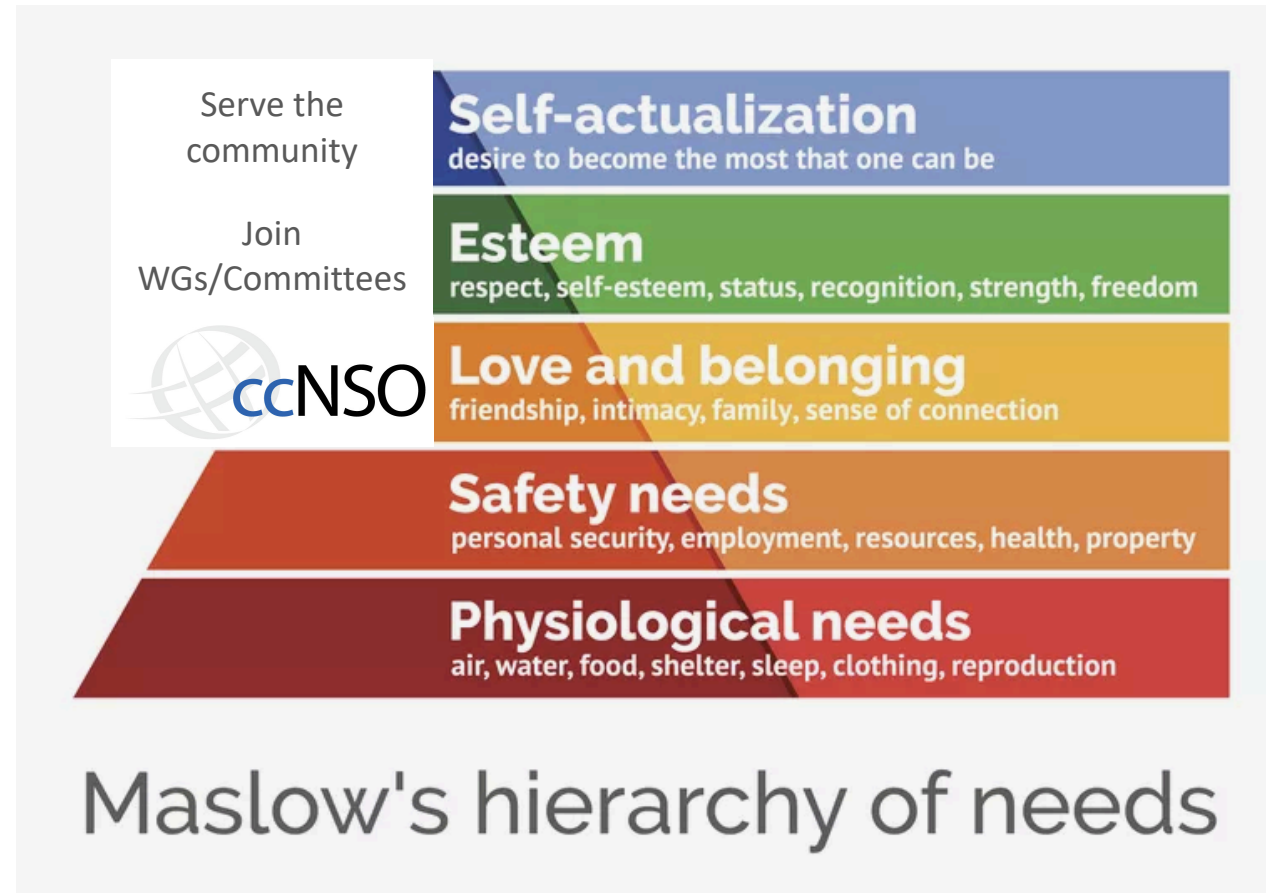 Serve the
community
Join
WGs/Committees
ccNSO
Self-actualization
desire to become the most that one can be
Esteem
respect, self-esteem, status, recognition, strength, freedom
Love and belonging
friendship, intimacy, family, sense of connection
Safety needs
personal security, employment, resources, health, property
Physiological needs
air, water, food, shelter, sleep, clothing, reproduction
Maslow's hierarchy of needs